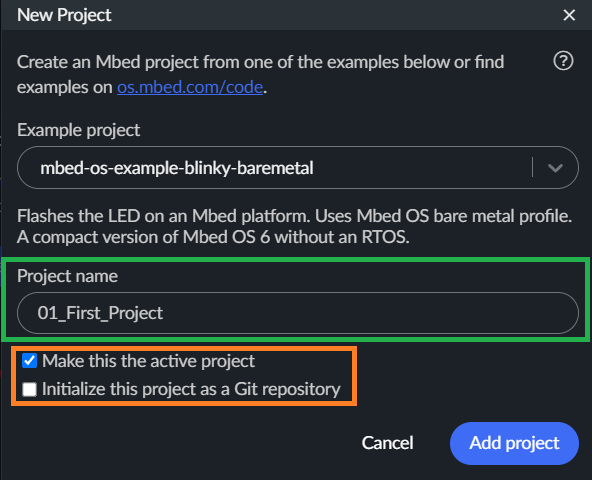 New Project
Create an Mbed project from one of the examples below or find
examples on os.mbed.com/code.
Example project
mbed-os-example-blinky-baremetal
Flashes the LED on an Mbed platform. Uses Mbed OS bare metal profile.
A compact version of Mbed OS 6 without an RTOS.
Project name
01_First_Project
Make this the active project
Initialize this project as a Git repository
Cancel
Add project